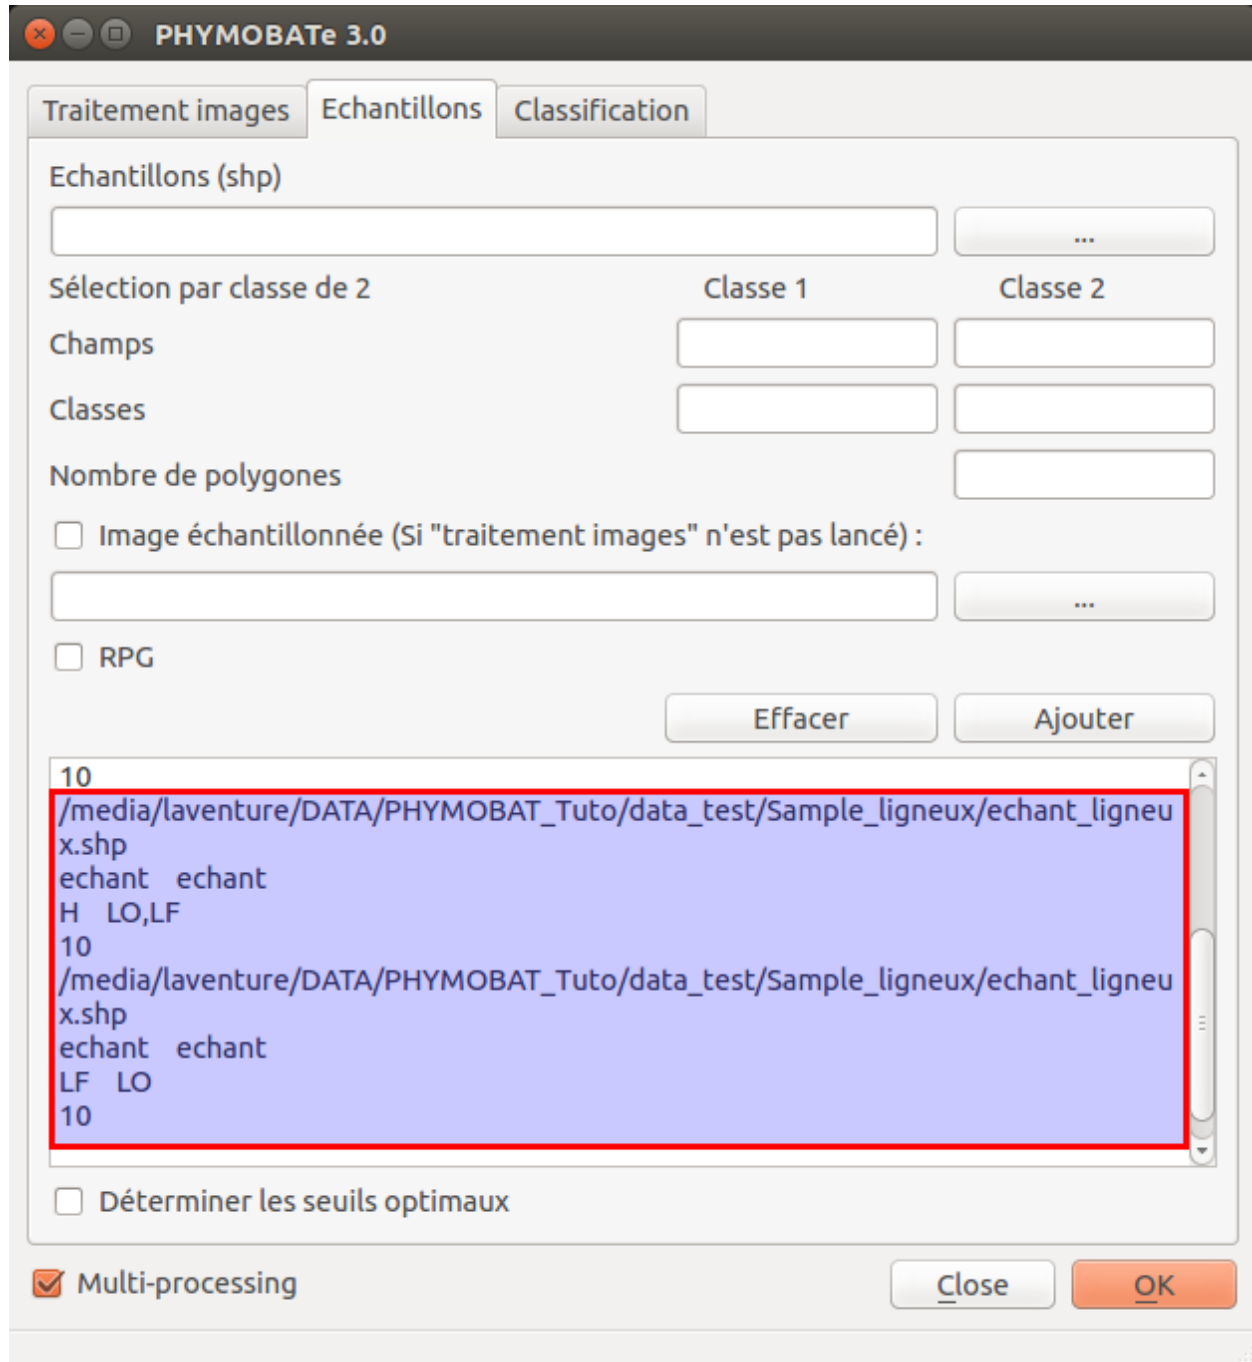 PHYMOBATe 3.0
Traitement images Echantillons Classification
Echantillons (shp)
...
Sélection par classe de 2 Classe 1 Classe 2
Champs
Classes
Nombre de polygones
Image échantillonnée (Si "traitement images" n'est pas lancé) :
...
RPG
Effacer Ajouter
10
/media/laventure/DATA/PHYMOBAT_Tuto/data_test/Sample_ligneux/echant_ligneu
x.shp
echant echant
H LO,LF
10
/media/laventure/DATA/PHYMOBAT_Tuto/data_test/Sample_ligneux/echant_ligneu
x.shp
echant echant
LF LO
10
Déterminer les seuils optimaux
Multi-processing Close OK